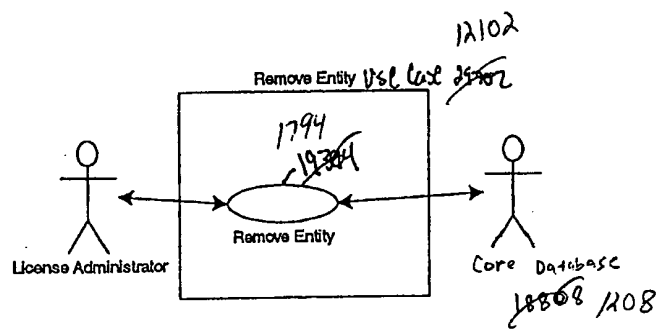 12102
Remove Entity Use Case
1794
Remove Entity
License Administrator
Core Database
1208